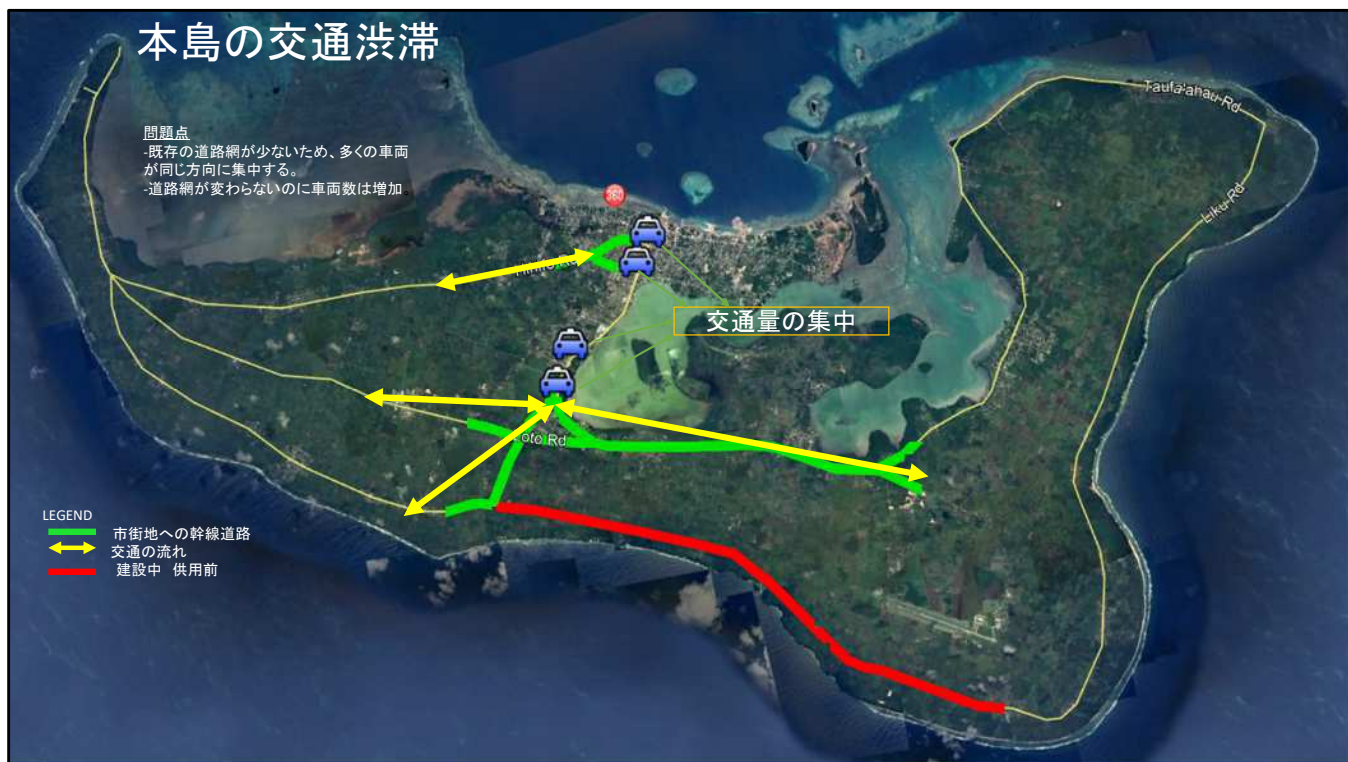 本島の交通渋滞
問題点
-既存の道路網が少ないため、多くの車両
が同じ方向に集中する。
-道路網が変わらないのに車両数は増加。
Taufa'ahau Rd
Liku Rd
360
交通量の集中
Loto Rd
LEGEND
市街地への幹線道路
交通の流れ
建設中 供用前